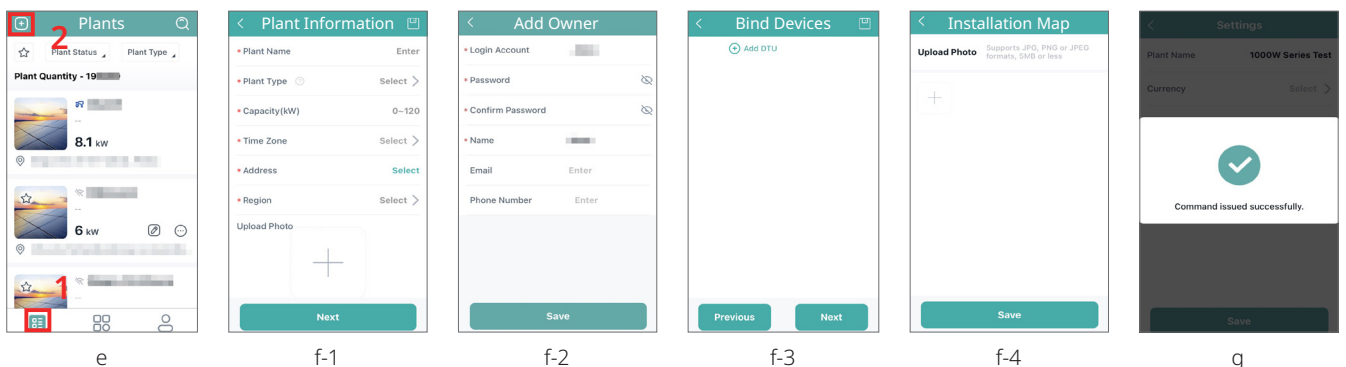 Plants
2
Plant Status
Plant Type
Plant Quantity - 19
--
8.1 kW
--
6 kW
1
--
e
Plant Information
* Plant Name Enter
* Plant Type Select >
* Capacity(kW) 0~120
* Time Zone Select >
* Address Select
* Region Select >
Upload Photo
Next
f-1
Add Owner
* Login Account
* Password
* Confirm Password
* Name
Email Enter
Phone Number Enter
Save
f-2
Bind Devices
Add DTU
Previous Next
f-3
Installation Map
Upload Photo Supports JPG, PNG or JPEG
formats, 5MB or less
Save
f-4
Settings
Plant Name 1000W Series Test
Currency Select >
Command issued successfully.
Save
g